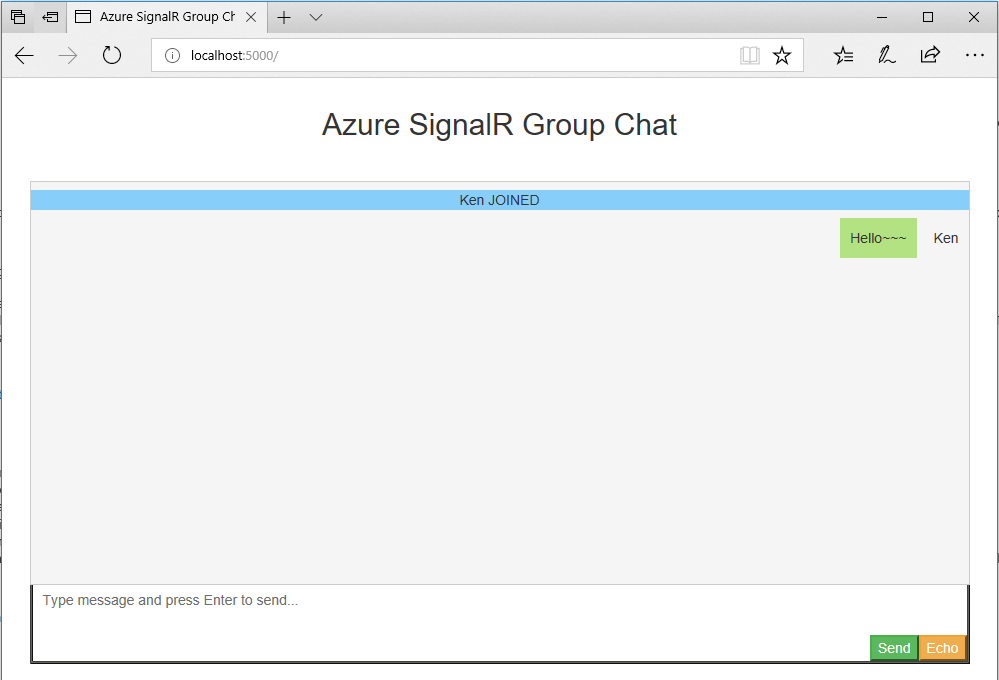 Azure SignalR Group Ch
localhost:5000/
Azure SignalR Group Chat
Ken JOINED
Hello~~~ Ken
Type message and press Enter to send...
Send Echo